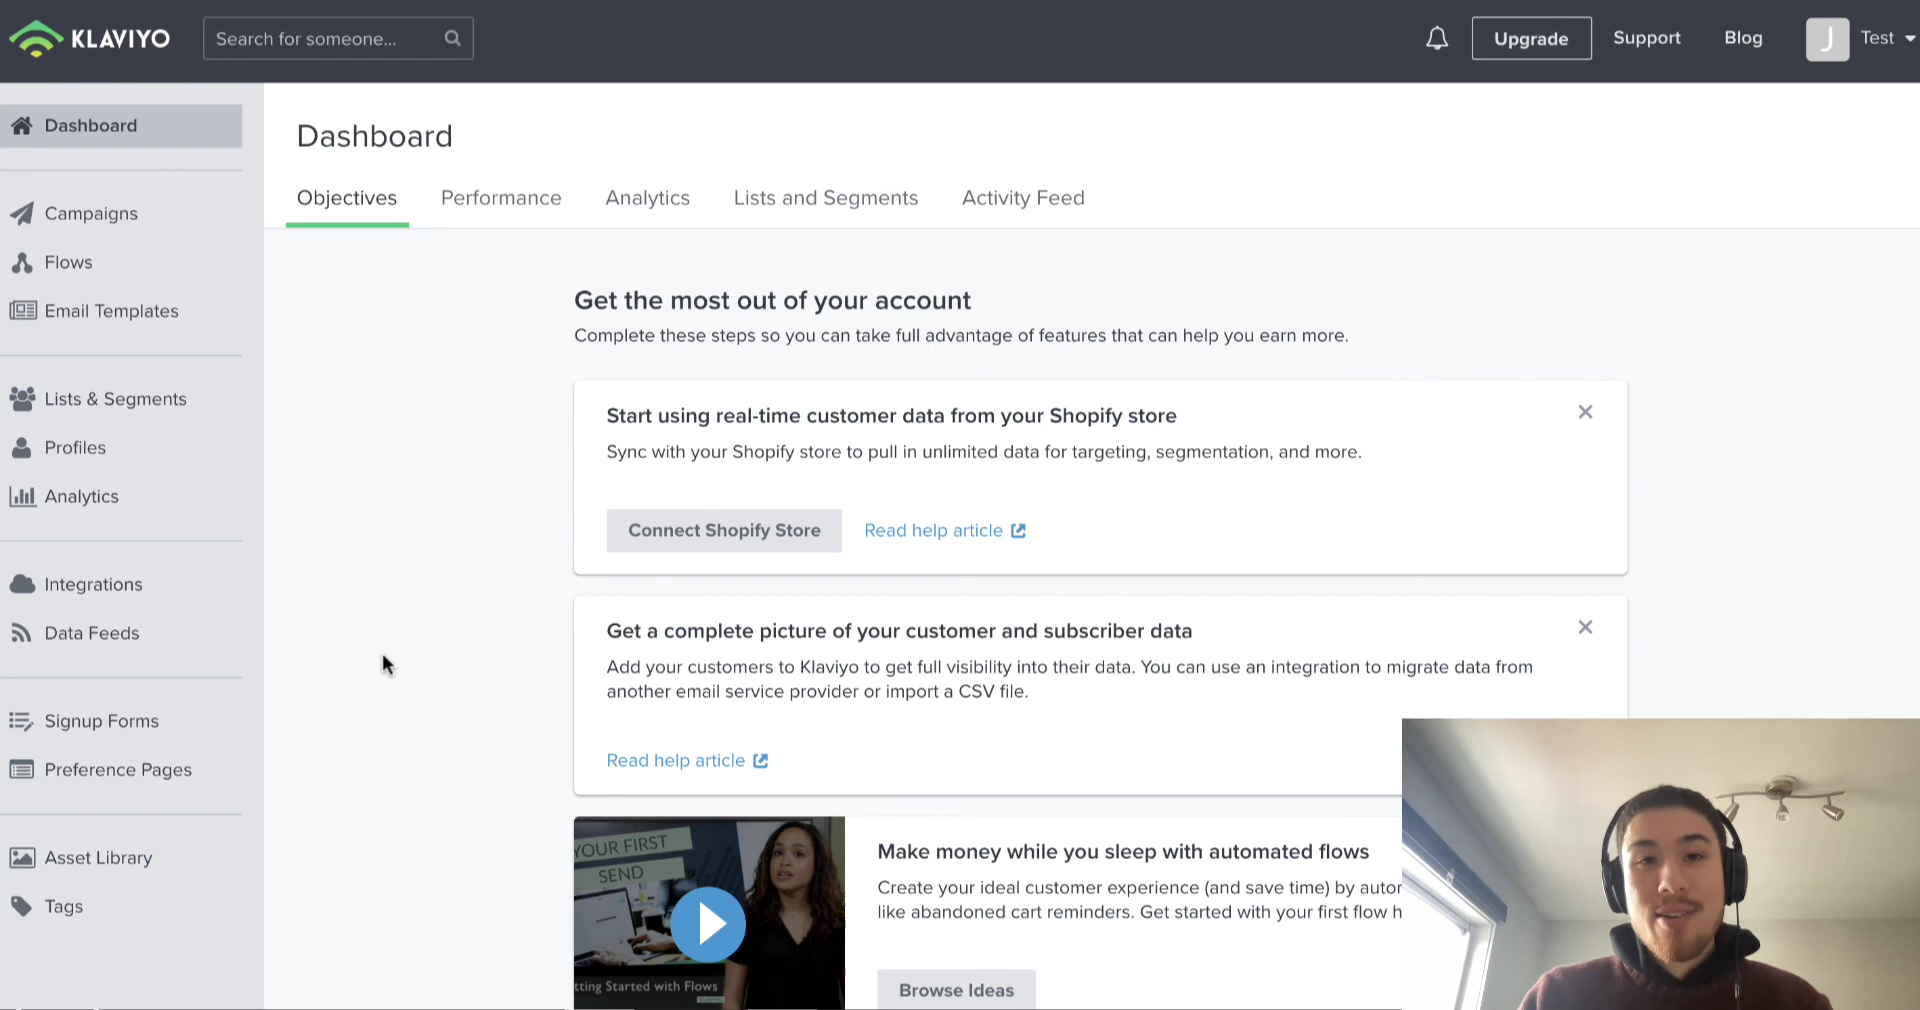 KLAVIYO
Search for someone...
Upgrade
Support
Blog
J
Test
Dashboard
Campaigns
Flows
Email Templates
Lists & Segments
Profiles
Analytics
Integrations
Data Feeds
Signup Forms
Preference Pages
Asset Library
Tags
Dashboard
Objectives
Performance
Analytics
Lists and Segments
Activity Feed
Get the most out of your account
Complete these steps so you can take full advantage of features that can help you earn more.
Start using real-time customer data from your Shopify store
Sync with your Shopify store to pull in unlimited data for targeting, segmentation, and more.
Connect Shopify Store
Read help article
Get a complete picture of your customer and subscriber data
Add your customers to Klaviyo to get full visibility into their data. You can use an integration to migrate data from
another email service provider or import a CSV file.
Read help article
YOUR FIRST
SEND
tting Started with Flows
Make money while you sleep with automated flows
Create your ideal customer experience (and save time) by autor
like abandoned cart reminders. Get started with your first flow h
Browse Ideas